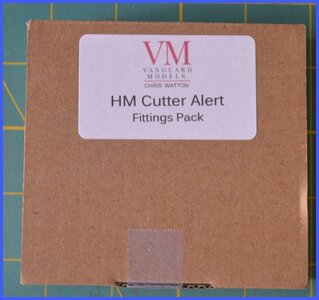 VM
VANGUARD
MODELS
CHRIS WATTON
HM Cutter Alert
Fittings Pack